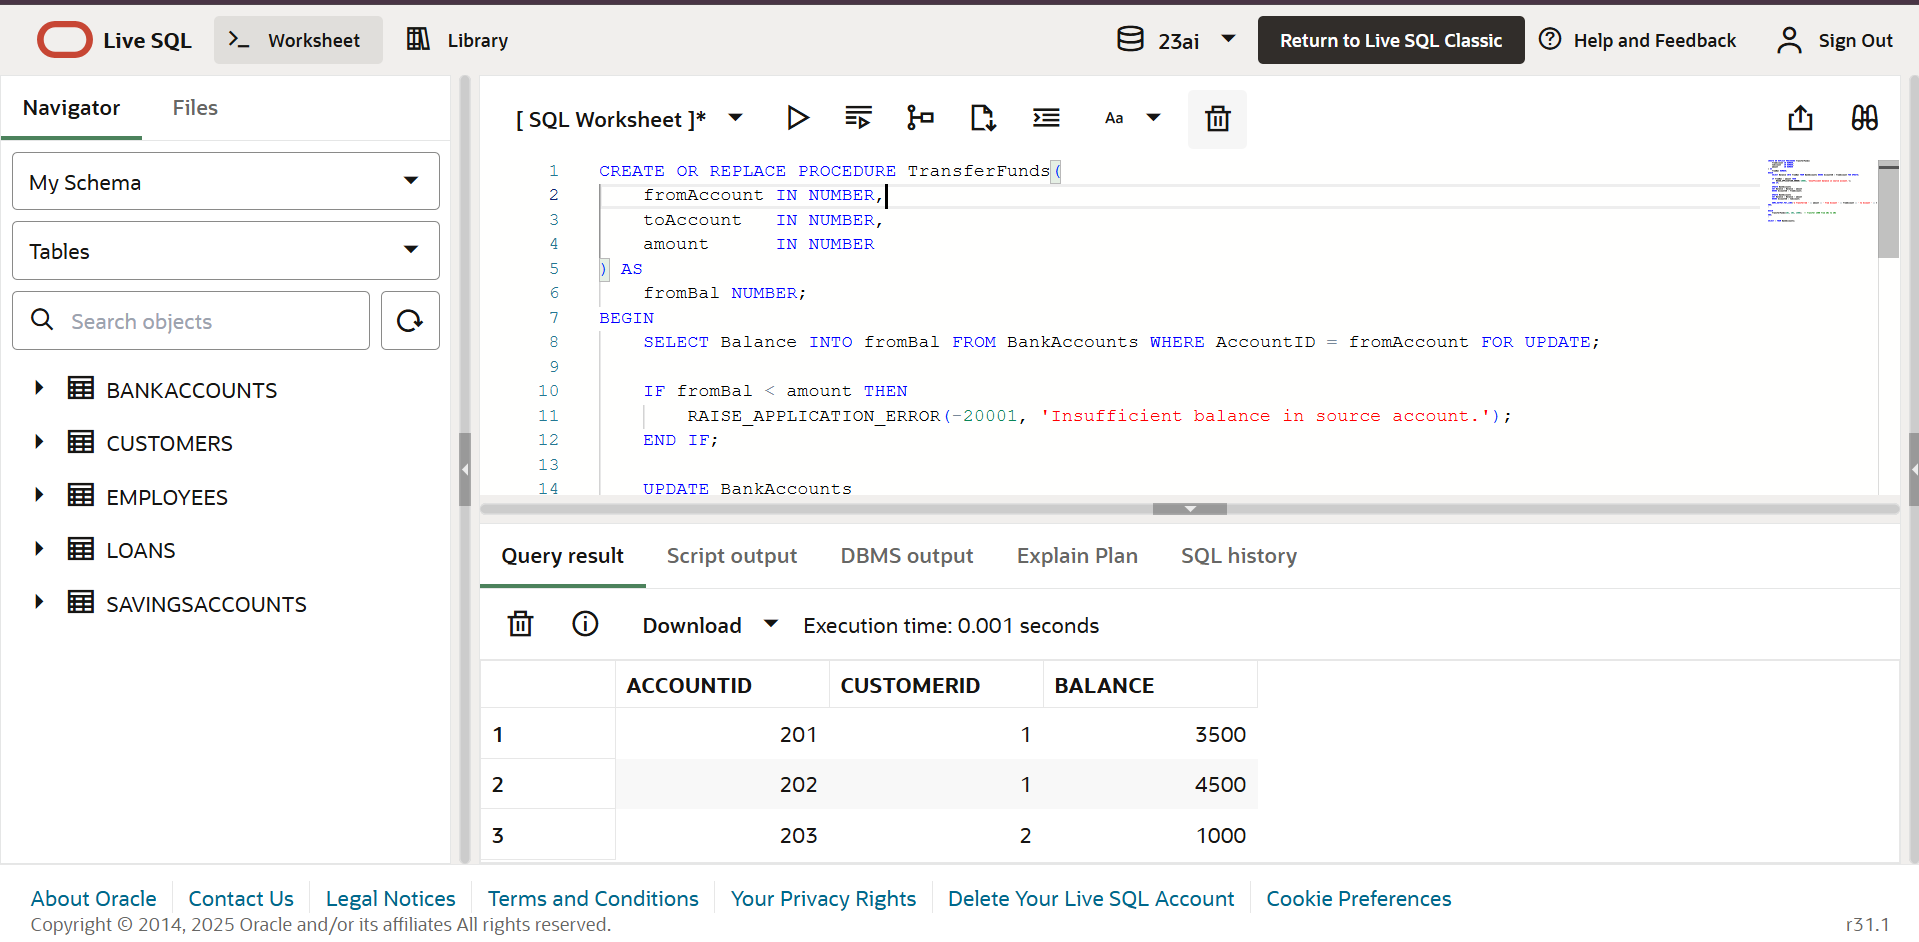 Live SQL
Worksheet
Library
23ai
Return to Live SQL Classic
Help and Feedback
Sign Out
Navigator
Files
My Schema
Tables
Search objects
BANKACCOUNTS
CUSTOMERS
EMPLOYEES
LOANS
SAVINGSACCOUNTS
[ SQL Worksheet ]*
Aa
1 CREATE OR REPLACE PROCEDURE TransferFunds(
2 fromAccount IN NUMBER,
3 toAccount IN NUMBER,
4 amount IN NUMBER
5 ) AS
6 fromBal NUMBER;
7 BEGIN
8 SELECT Balance INTO fromBal FROM BankAccounts WHERE AccountID = fromAccount FOR UPDATE;
9
10 IF fromBal < amount THEN
11 RAISE_APPLICATION_ERROR(-20001, 'Insufficient balance in source account.');
12 END IF;
13
14 UPDATE BankAccounts
Query result
Script output
DBMS output
Explain Plan
SQL history
Download
Execution time: 0.001 seconds
ACCOUNTID CUSTOMERID BALANCE
1 201 1 3500
2 202 1 4500
3 203 2 1000
About Oracle
Contact Us
Legal Notices
Terms and Conditions
Your Privacy Rights
Delete Your Live SQL Account
Cookie Preferences
Copyright © 2014, 2025 Oracle and/or its affiliates All rights reserved.
r31.1